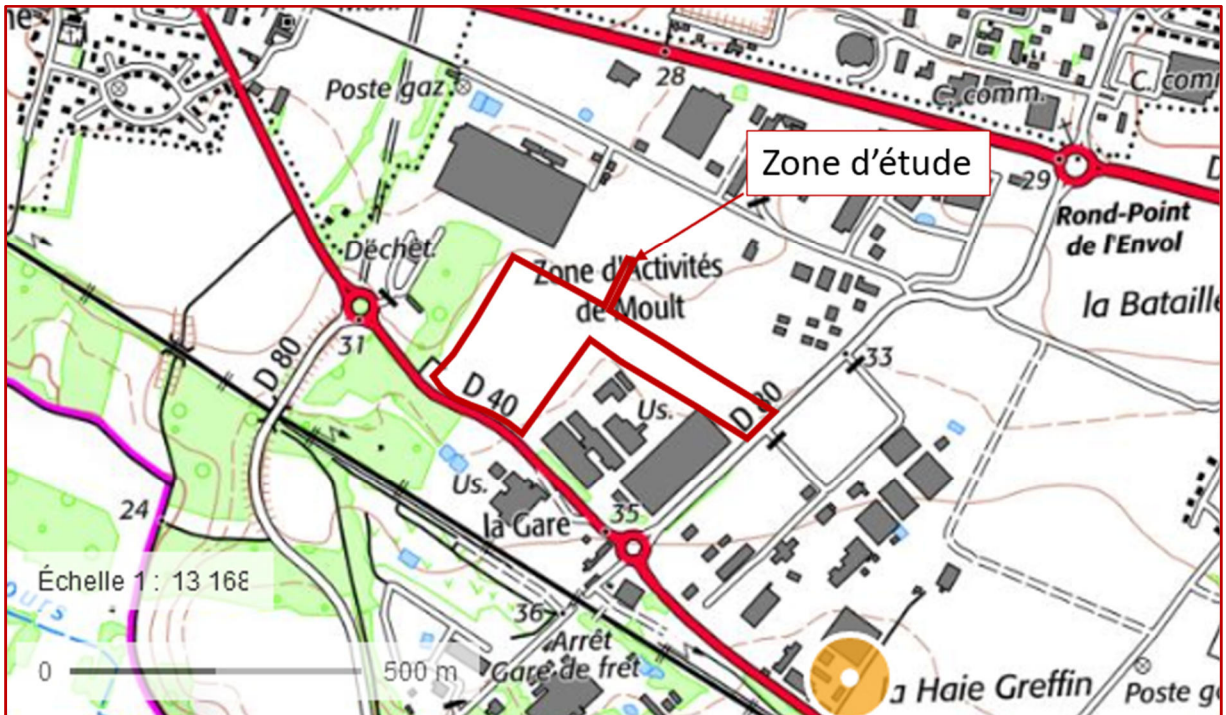 28
Poste gaz
C. comm.
C. com
Zone d’étude
29
Rond-Point
de l'Envol
Déchet.
Zone d'Activités
de Moult
la Bataille
31
D 80
33
D 40
Us.
D 80
Us.
24
la Gare
35
Échelle 1 : 13 168
36
Arrêt
Gare de fret
0
500 m
la Haie Greffin
Poste g